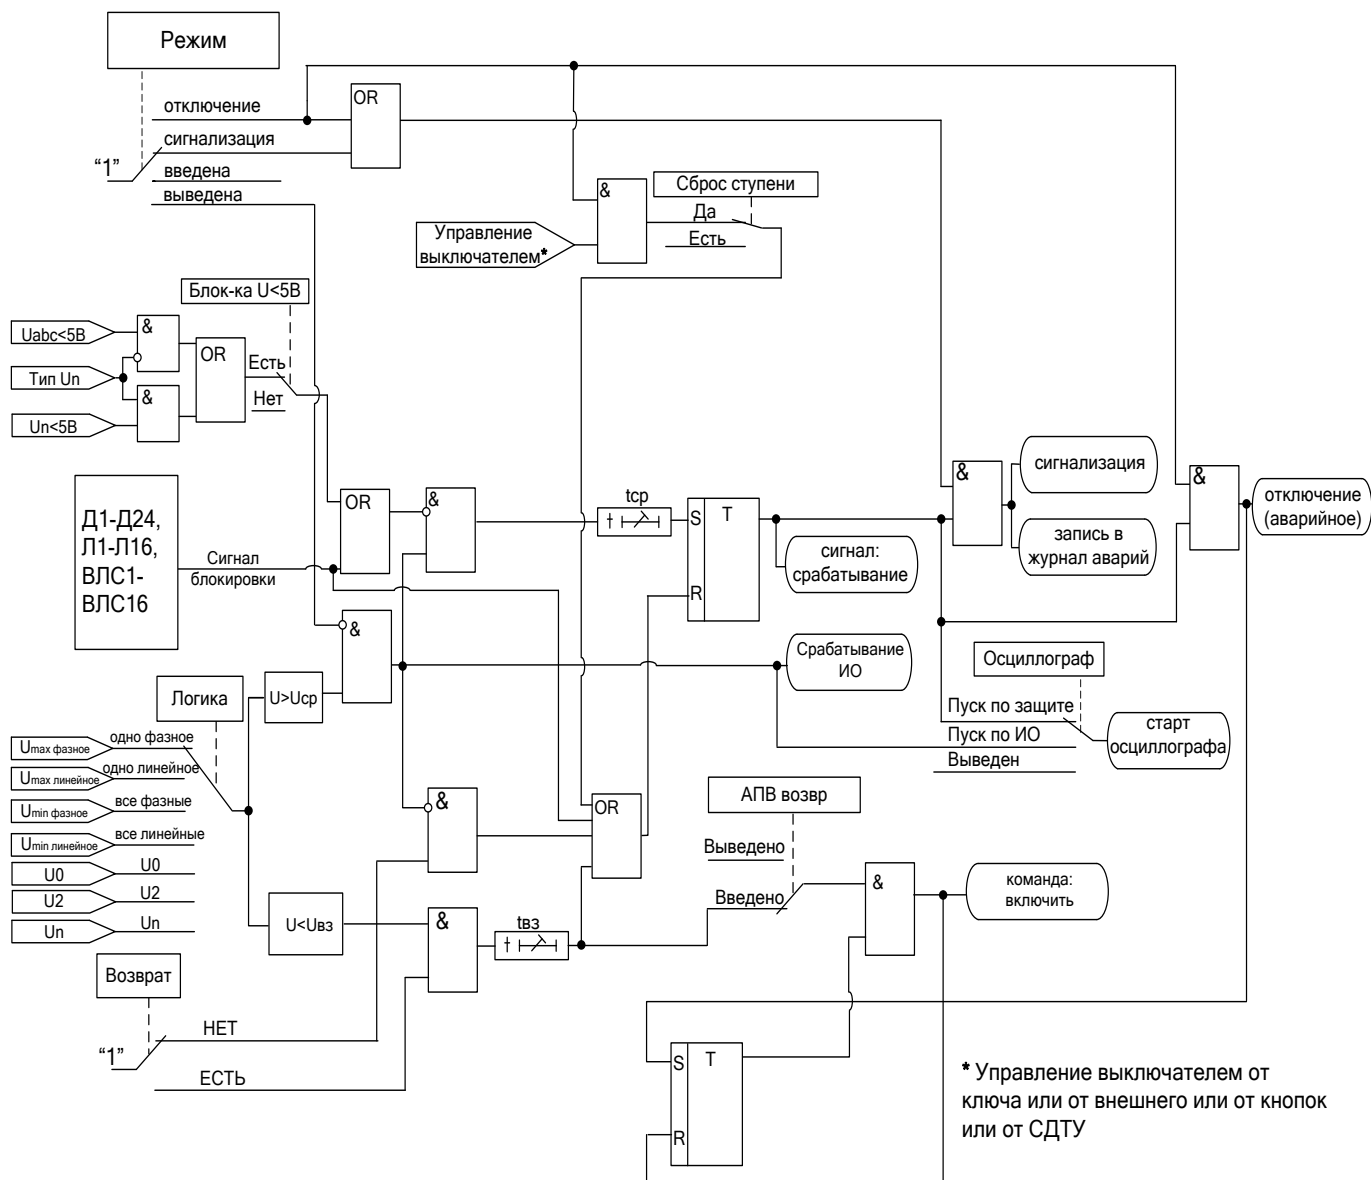 Режим
отключение
OR
сигнализация
“1”
введена
выведена
&
Сброс ступени
Да
Есть
Управление
выключателем*
Блок-ка U<5В
Uabc<5В
&
OR
Есть
Тип Un
Нет
&
Un<5В
Д1-Д24,
Л1-Л16,
ВЛС1-
ВЛС16
Сигнал
блокировки
OR
&
tср
S
T
R
сигнал:
срабатывание
&
сигнализация
запись в
журнал аварий
&
отключение
(аварийное)
&
Срабатывание
ИО
Осциллограф
Пуск по защите
Пуск по ИО
Выведен
старт
осциллографа
Логика
U>Uср
Umax фазное
одно фазное
Umax линейное
одно линейное
Umin фазное
все фазные
Umin линейное
все линейные
U0
U0
U2
U2
Un
Un
&
OR
АПВ возвр
Выведено
Введено
&
команда:
включить
U<Uвз
&
tвз
Возврат
“1”
НЕТ
ЕСТЬ
S
T
R
* Управление выключателем от
ключа или от внешнего или от кнопок
или от СДТУ